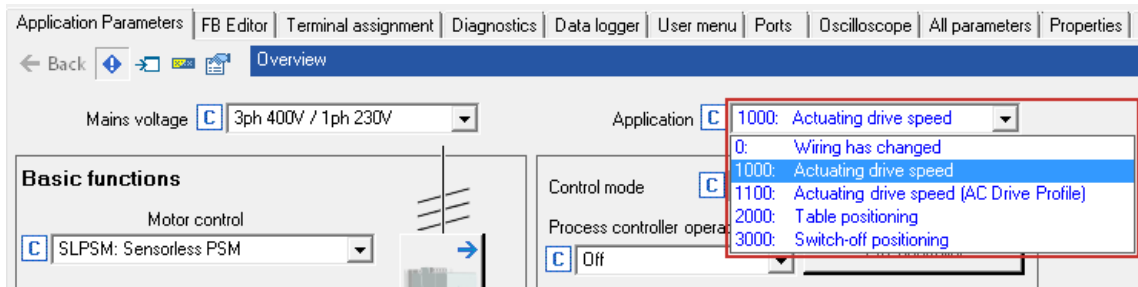 Application Parameters FB Editor Terminal assignment Diagnostics Data logger User menu Ports Oscilloscope All parameters Properties
Back Overview
Mains voltage C 3ph 400V / 1ph 230V Application C 1000: Actuating drive speed
0: Wiring has changed
1000: Actuating drive speed
1100: Actuating drive speed (AC Drive Profile)
2000: Table positioning
3000: Switch-off positioning
Basic functions
Motor control
C SLPSM: Sensorless PSM
Control mode C
Process controller opera
C Off